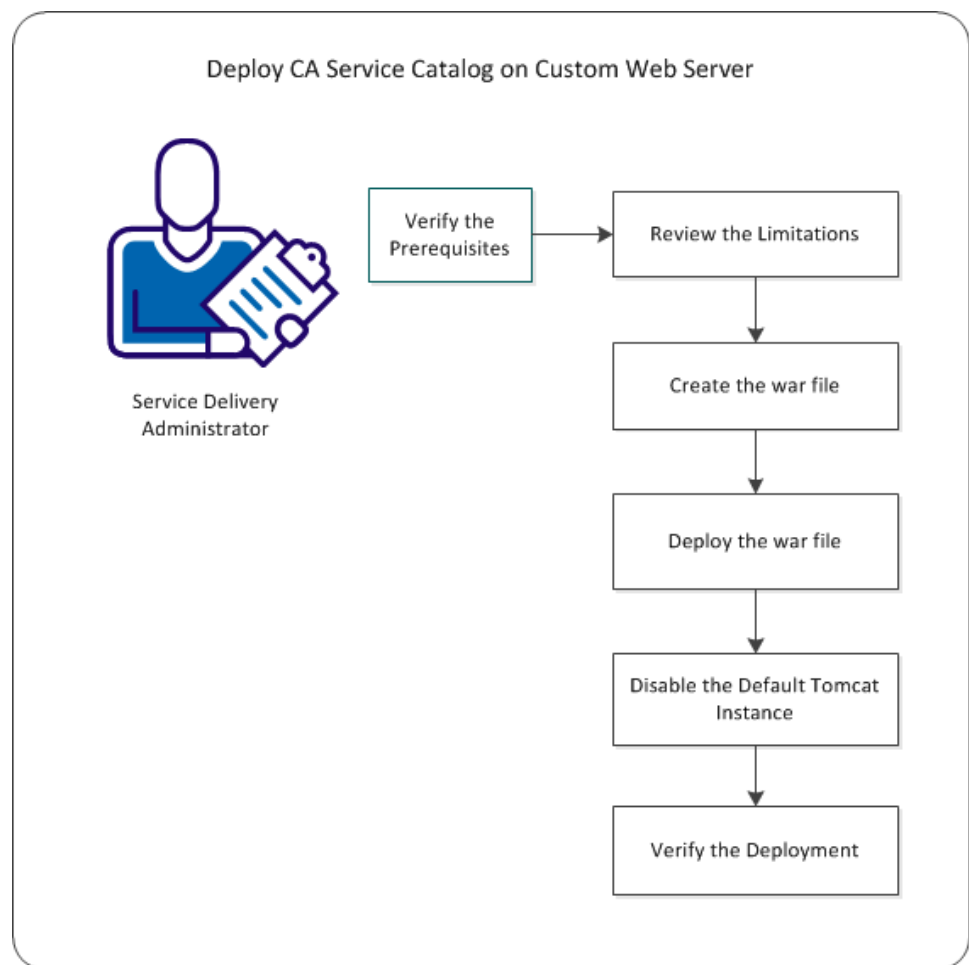 Deploy CA Service Catalog on Custom Web Server
Verify the
Prerequisites
Review the Limitations
Create the war file
Service Delivery
Administrator
Deploy the war file
Disable the Default Tomcat
Instance
Verify the Deployment